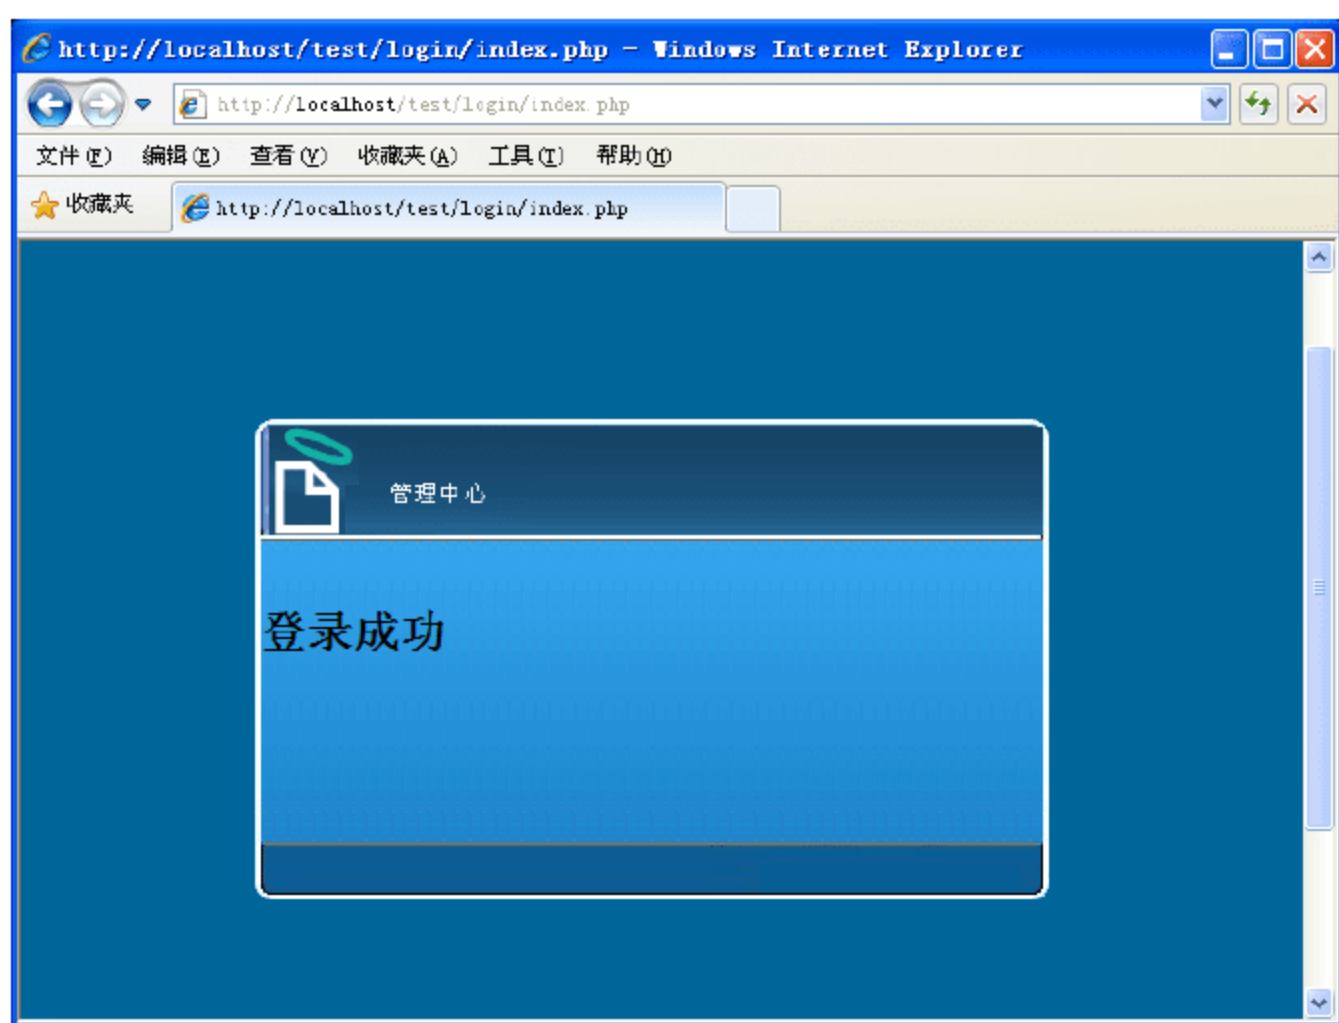 http://localhost/test/login/index.php - Windows Internet Explorer
http://localhost/test/login/index.php
文件(F) 编辑(E) 查看(V) 收藏夹(A) 工具(T) 帮助(H)
收藏夹 http://localhost/test/login/index.php
管理中心
登录成功